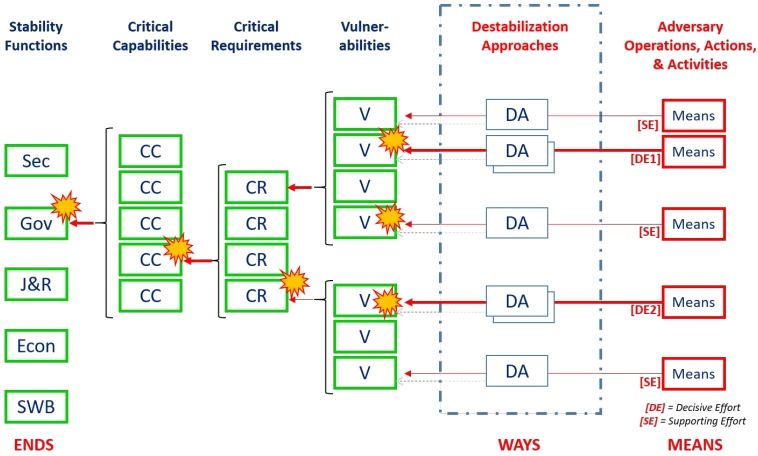 Stability
Functions
Critical
Capabilities
Critical
Requirements
Vulner-
abilities
Destabilization
Approaches
Adversary
Operations, Actions,
& Activities
Sec
Gov
J&R
Econ
SWB
CC
CC
CC
CC
CC
CR
CR
CR
CR
V
V
V
V
V
V
V
DA
DA
DA
DA
DA
[SE]
[DE1]
[SE]
[DE2]
[SE]
Means
Means
Means
Means
Means
[DE] = Decisive Effort
[SE] = Supporting Effort
ENDS
WAYS
MEANS